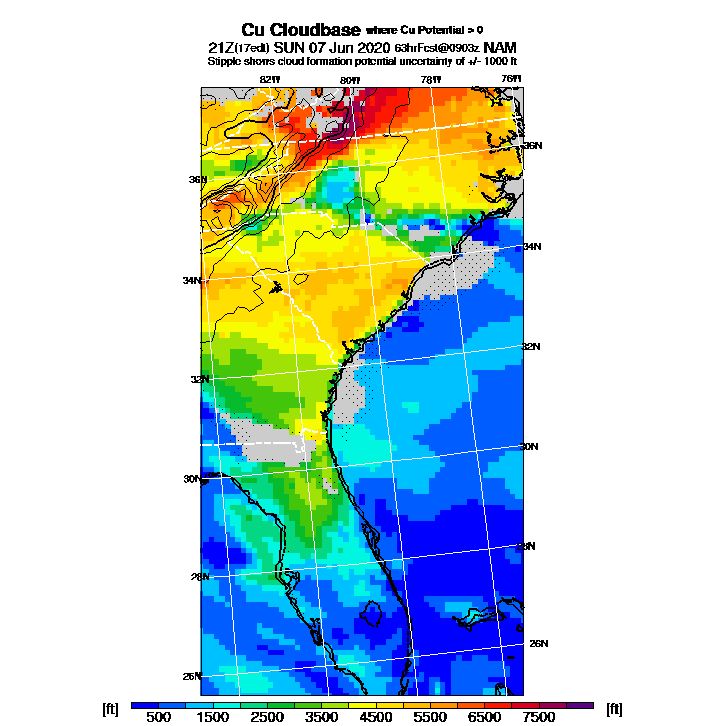 Cu Cloudbase where Cu Potential > 0
21Z(17edt) SUN 07 Jun 2020 63hrFcst@0903z NAM
Stipple shows cloud formation potential uncertainty of +/- 1000 ft
82W 80W 78W 76W
36N
36N
34N
34N
32N
32N
30N
30N
28N
28N
26N
26N
[ft] 500 1500 2500 3500 4500 5500 6500 7500 [ft]